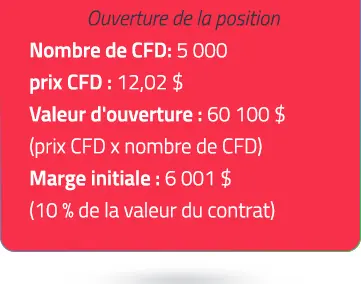 Ouverture de la position
Nombre de CFD: 5 000
prix CFD : 12,02 $
Valeur d'ouverture : 60 100 $
(prix CFD x nombre de CFD)
Marge initiale : 6 001 $
(10 % de la valeur du contrat)